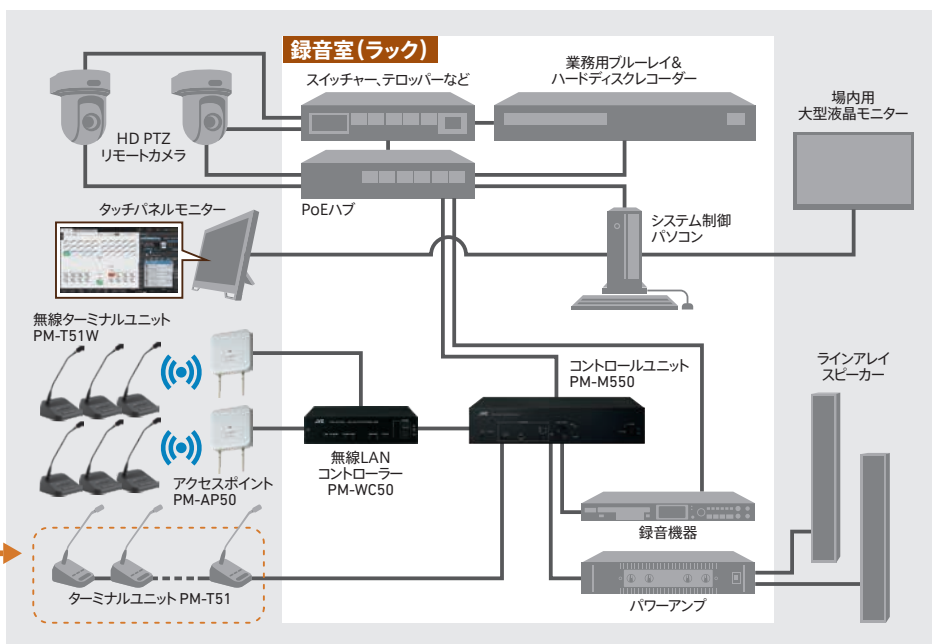 録音室(ラック)
スイッチャー、テロッパーなど
業務用ブルーレイ&
ハードディスクレコーダー
場内用
大型液晶モニター
HD PTZ
リモートカメラ
PoEハブ
タッチパネルモニター
システム制御
パソコン
無線ターミナルユニット
PM-T51W
コントロールユニット
PM-M550
ラインアレイ
スピーカー
JVC
無線LAN
コントローラー
PM-WC50
アクセスポイント
PM-AP50
録音機器
ターミナルユニット PM-T51
パワーアンプ